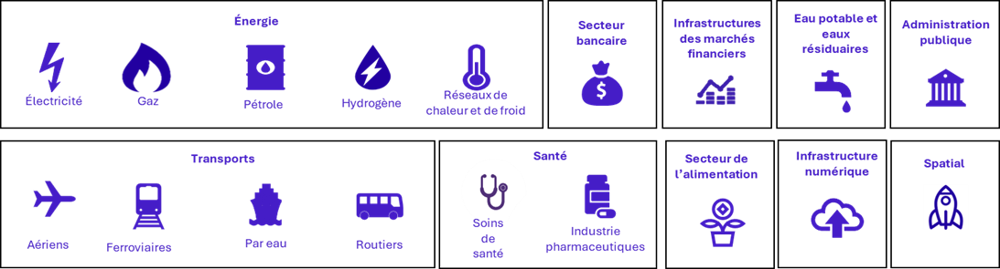 Énergie
Électricité
Gaz
Pétrole
Hydrogène
Réseaux de
chaleur et de froid
Secteur
bancaire
$
Infrastructures
des marchés
financiers
Eau potable et
eaux
résiduaires
Administration
publique
Transports
Aériens
Ferroviaires
Par eau
Routiers
Santé
Soins
de
santé
Industrie
pharmaceutiques
Secteur de
l’alimentation
Infrastructure
numérique
Spatial